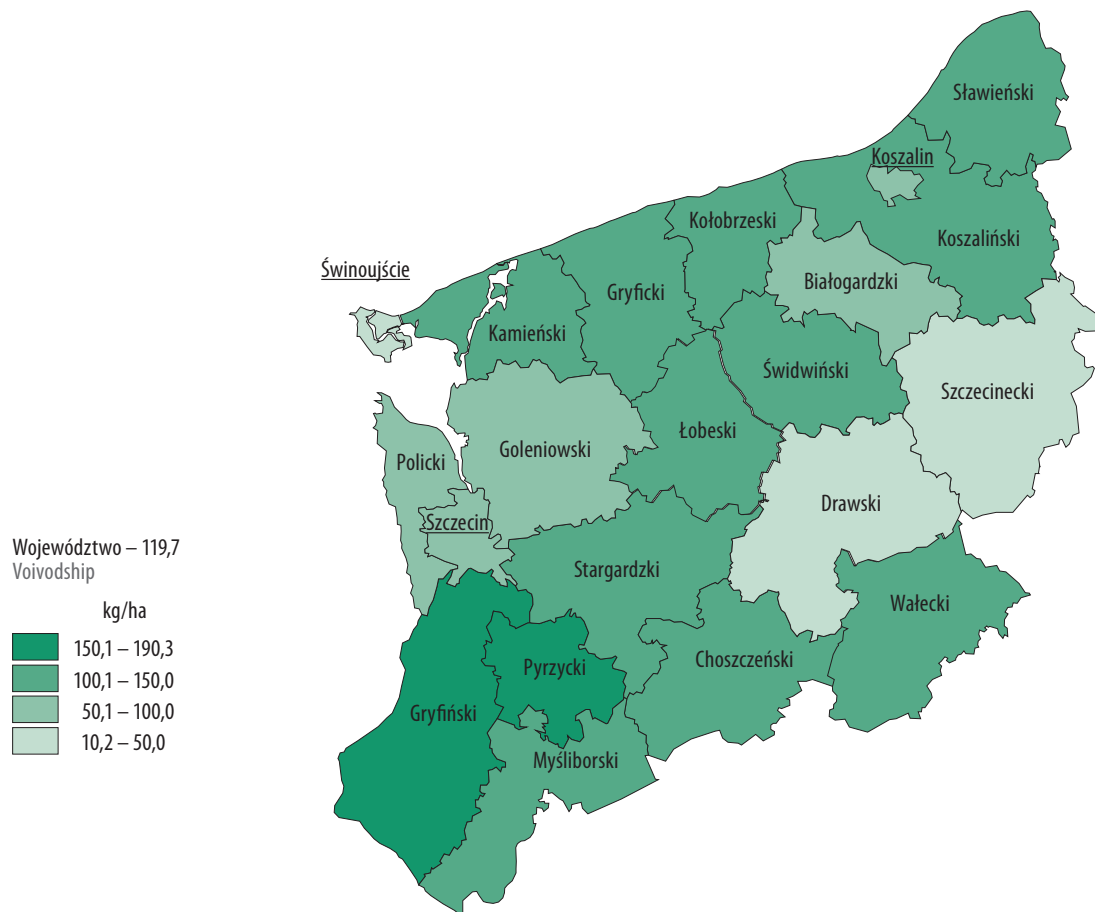 Sławieński
Koszalin
Kołobrzeski
Koszaliński
Świnoujście
Białogardzki
Gryficki
Kamieński
Świdwiński
Szczecinecki
Łobeski
Goleniowski
Policki
Drawski
Szczecin
Województwo – 119,7
Voivodship
Stargardzki
kg/ha
Wałecki
150,1 – 190,3
Choszczeński
Pyrzycki
100,1 – 150,0
50,1 – 100,0
Gryfiński
10,2 – 50,0
Myśliborski